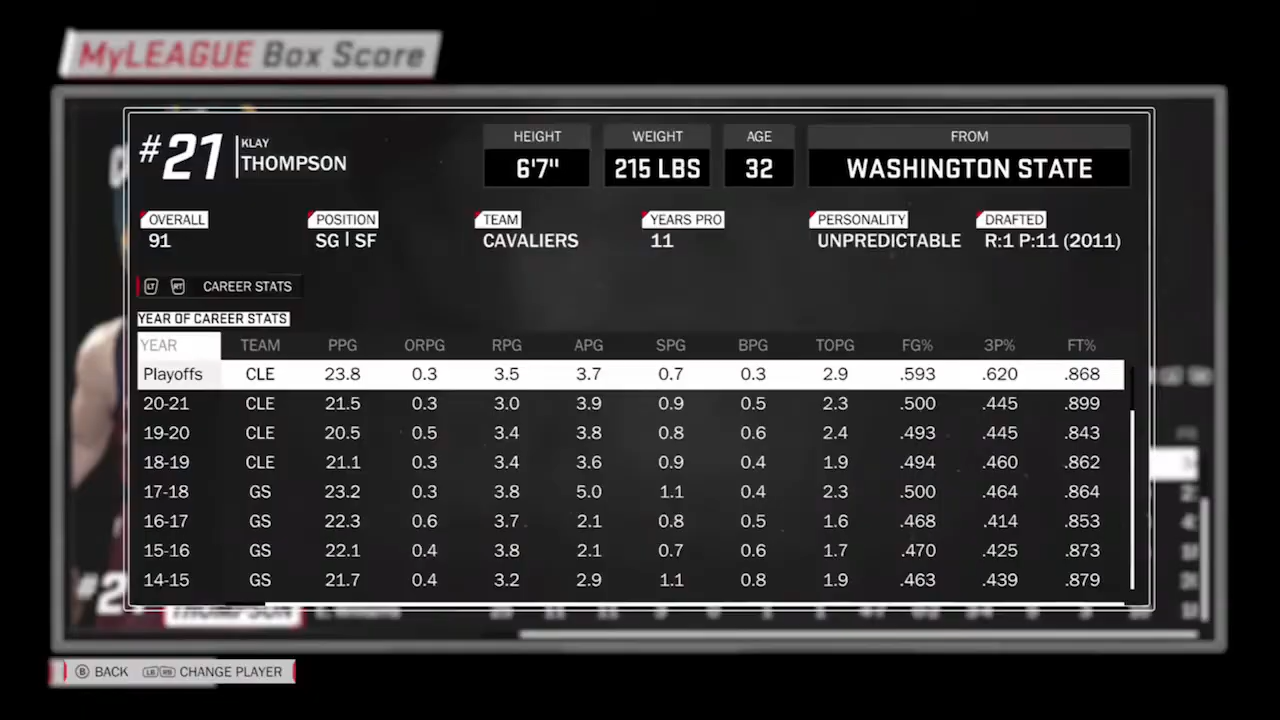 MyLEAGUE Box Score
#21 KLAY THOMPSON
HEIGHT WEIGHT AGE FROM
6'7" 215 LBS 32 WASHINGTON STATE
OVERALL POSITION TEAM YEARS PRO PERSONALITY DRAFTED
91 SG | SF CAVALIERS 11 UNPREDICTABLE R:1 P:11 (2011)
LT RT CAREER STATS
YEAR OF CAREER STATS
YEAR TEAM PPG ORPG RPG APG SPG BPG TOPG FG% 3P% FT%
Playoffs CLE 23.8 0.3 3.5 3.7 0.7 0.3 2.9 .593 .620 .868
20-21 CLE 21.5 0.3 3.0 3.9 0.9 0.5 2.3 .500 .445 .899
19-20 CLE 20.5 0.5 3.4 3.8 0.8 0.6 2.4 .493 .445 .843
18-19 CLE 21.1 0.3 3.4 3.6 0.9 0.4 1.9 .494 .460 .862
17-18 GS 23.2 0.3 3.8 5.0 1.1 0.4 2.3 .500 .464 .864
16-17 GS 22.3 0.6 3.7 2.1 0.8 0.5 1.6 .468 .414 .853
15-16 GS 22.1 0.4 3.8 2.1 0.7 0.6 1.7 .470 .425 .873
14-15 GS 21.7 0.4 3.2 2.9 1.1 0.8 1.9 .463 .439 .879
B BACK LB RB CHANGE PLAYER